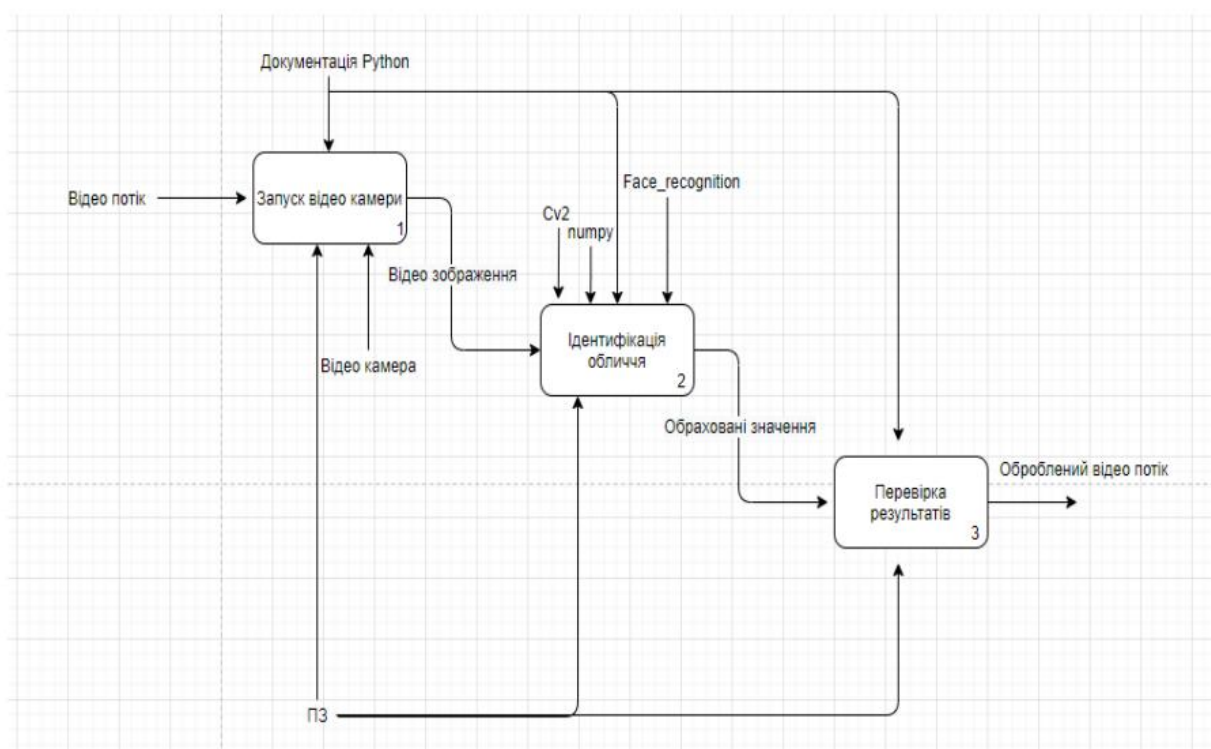 Документація Python
Відео потік
Запуск відео камери
1
Face_recognition
Cv2
numpy
Відео зображення
Відео камера
Ідентифікація
обличчя
2
Обраховані значення
Оброблений відео потік
Перевірка
результатів
3
ПЗ